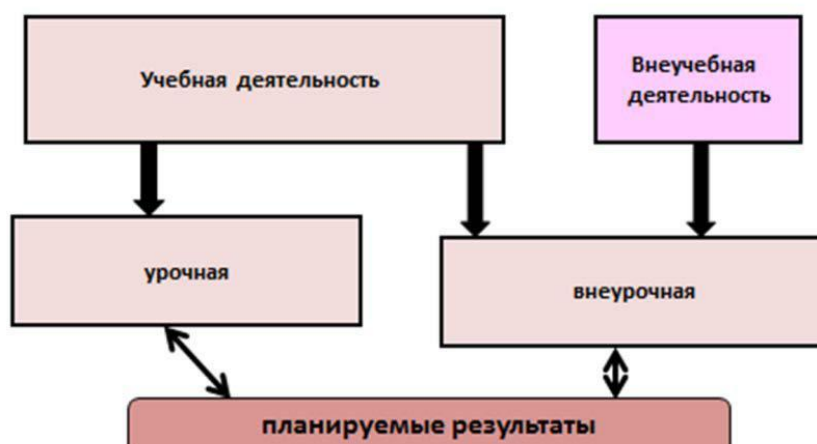 Учебная деятельность
Внеучебная
деятельность
урочная
внеурочная
планируемые результаты